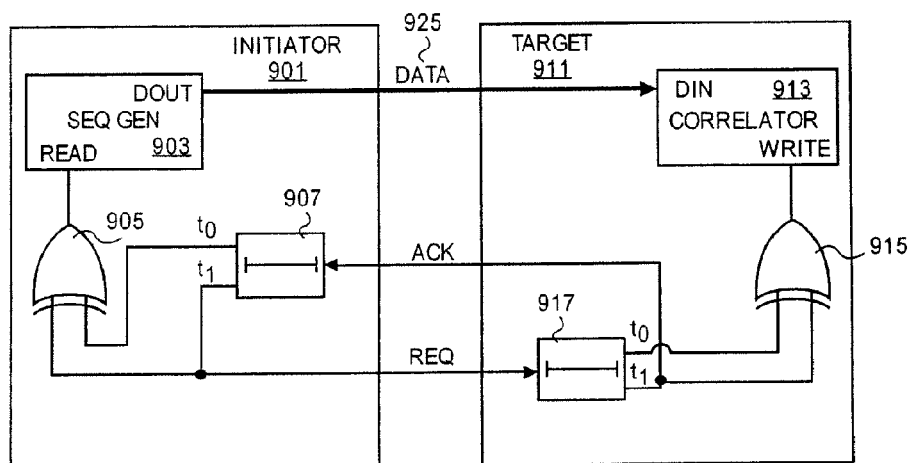 925
INITIATOR
901
DATA
TARGET
911
DOUT
SEQ GEN
903
READ
DIN
913
CORRELATOR
WRITE
905
907
t0
t1
ACK
915
917
t0
t1
REQ